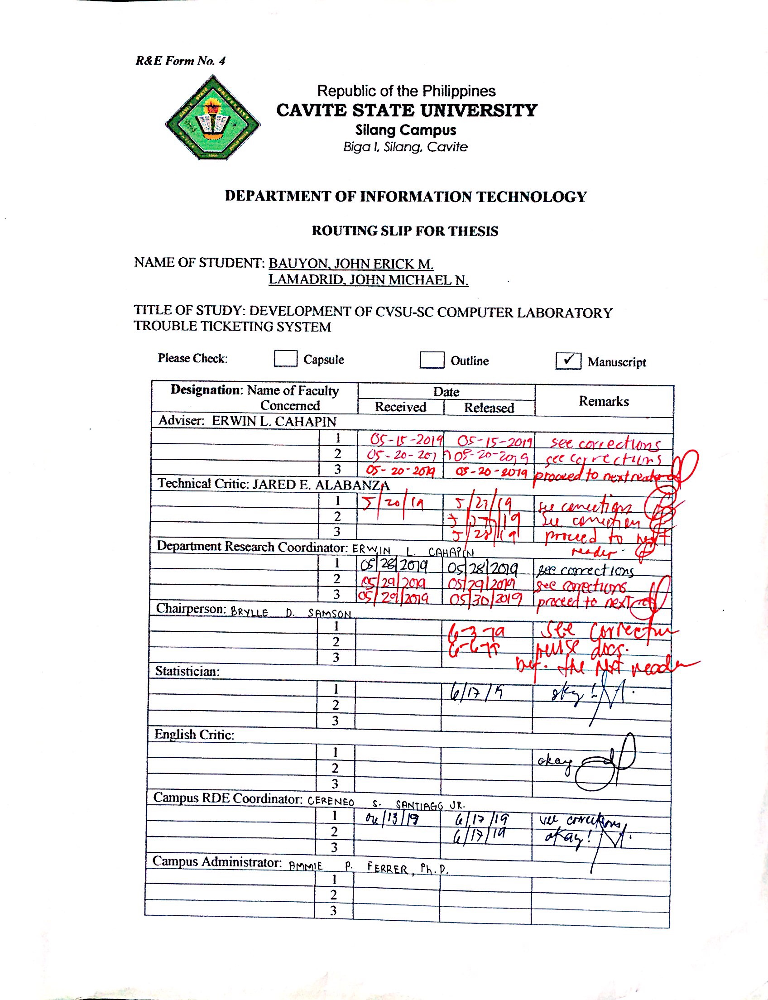 R&E Form No. 4
CAVITE STATE UNIVERSITY
Republic of the Philippines
CAVITE STATE UNIVERSITY
Silang Campus
Biga I, Silang, Cavite
DEPARTMENT OF INFORMATION TECHNOLOGY
ROUTING SLIP FOR THESIS
NAME OF STUDENT: BAUYON, JOHN ERICK M.
LAMADRID, JOHN MICHAEL N.
TITLE OF STUDY: DEVELOPMENT OF CVSU-SC COMPUTER LABORATORY
TROUBLE TICKETING SYSTEM
Please Check: Capsule Outline ✓ Manuscript
Designation: Name of Faculty Concerned Date Remarks
Received Released
Adviser: ERWIN L. CAHAPIN
1 05-15-2019 05-15-2019 see corrections
2 05-20-2019 05-20-2019 see corrections
3 05-20-2019 05-20-2019 proceed to next reader
Technical Critic: JARED E. ALABANZA
1 5/20/19 5/27/19 see corrections
2 5/27/19 See correction
3 5/28/19 proceed to next
reader.
Department Research Coordinator: ERWIN L. CAHAPIN
1 05/28/2019 05/28/2019 see corrections
2 05/29/2019 05/29/2019 see corrections
3 05/29/2019 05/30/2019 proceed to next
Chairperson: BRYLLE D. SAMSON
1 6-3-19 See correction
2 6-6-19 docs.
3 bef. the Next reader
Statistician:
1 6/17/19 okay!
2
3
English Critic:
1 okay
2
3
Campus RDE Coordinator: CERENEO S. SANTIAGO JR.
1 06/13/19 6/17/19 see corrections
2 6/17/19 okay!
3
Campus Administrator: AMMIE P. FERRER, Ph.D.
1
2
3